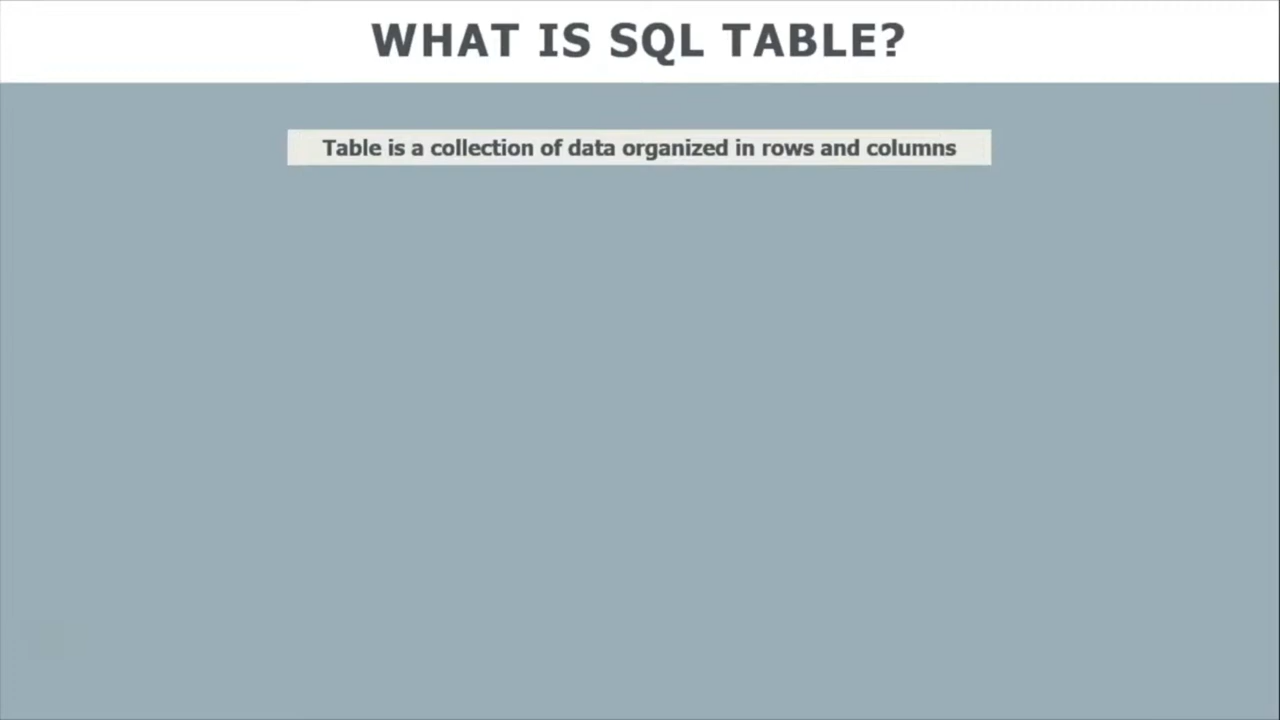 WHAT IS SQL TABLE?
Table is a collection of data organized in rows and columns